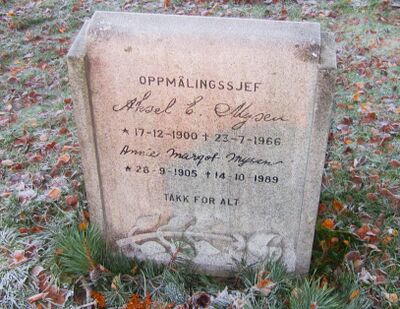 OPPMÅLINGSSJEF
Aksel E. Mysen
* 17-12-1900 † 23-7-1966
Annie Margot Mysen
* 28-9-1905 † 14-10-1989
TAKK FOR ALT